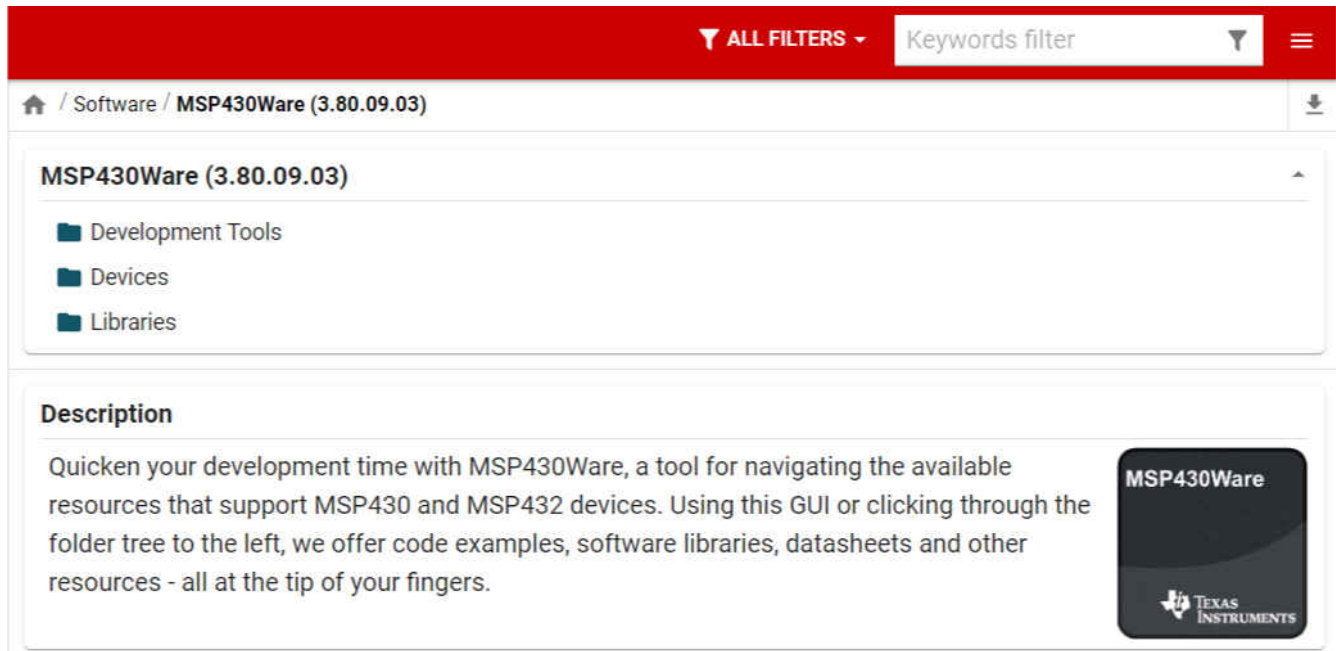 ALL FILTERS
Keywords filter
/ Software / MSP430Ware (3.80.09.03)
MSP430Ware (3.80.09.03)
Development Tools
Devices
Libraries
Description
Quicken your development time with MSP430Ware, a tool for navigating the available
resources that support MSP430 and MSP432 devices. Using this GUI or clicking through the
folder tree to the left, we offer code examples, software libraries, datasheets and other
resources - all at the tip of your fingers.
MSP430Ware
TEXAS
INSTRUMENTS